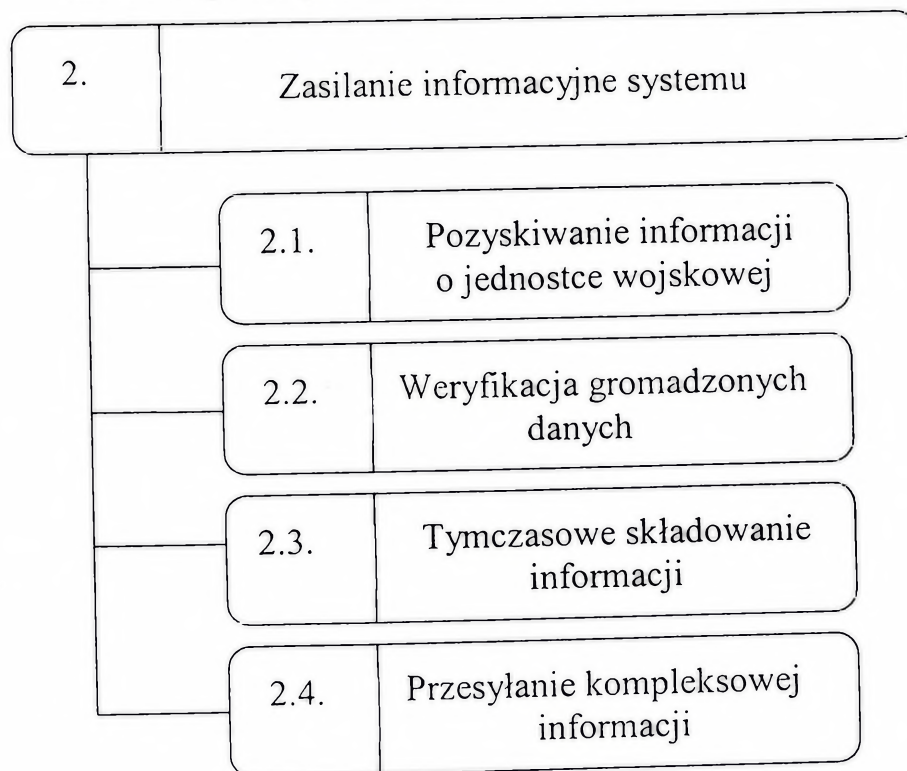 2.
Zasilanie informacyjne systemu
2.1.
Pozyskiwanie informacji
o jednostce wojskowej
2.2.
Weryfikacja gromadzonych
danych
2.3.
Tymczasowe składowanie
informacji
2.4.
Przesyłanie kompleksowej
informacji